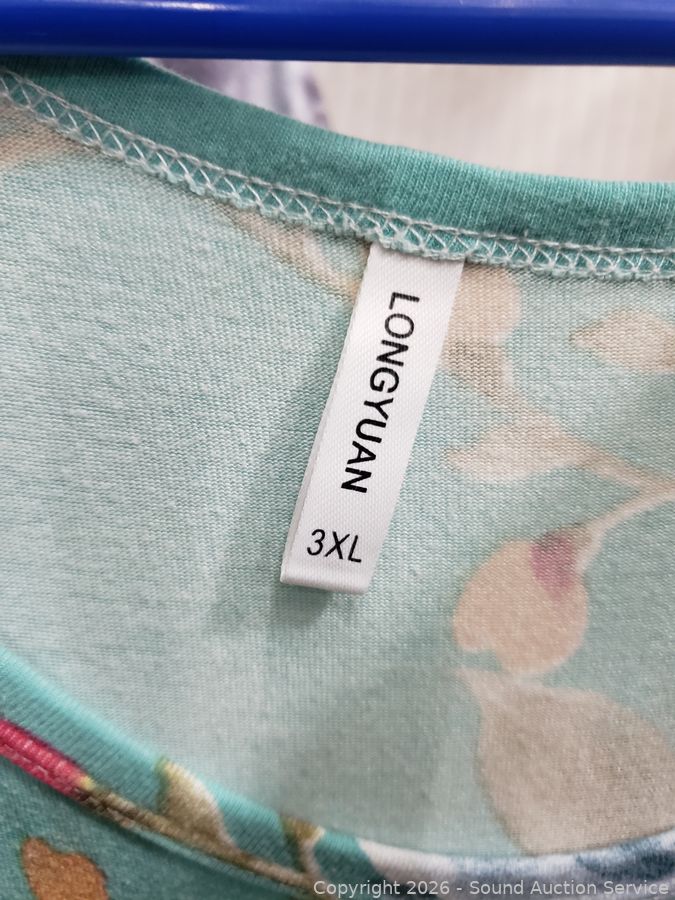 LONGYUAN
3XL
Copyright 2026 - Sound Auction Service